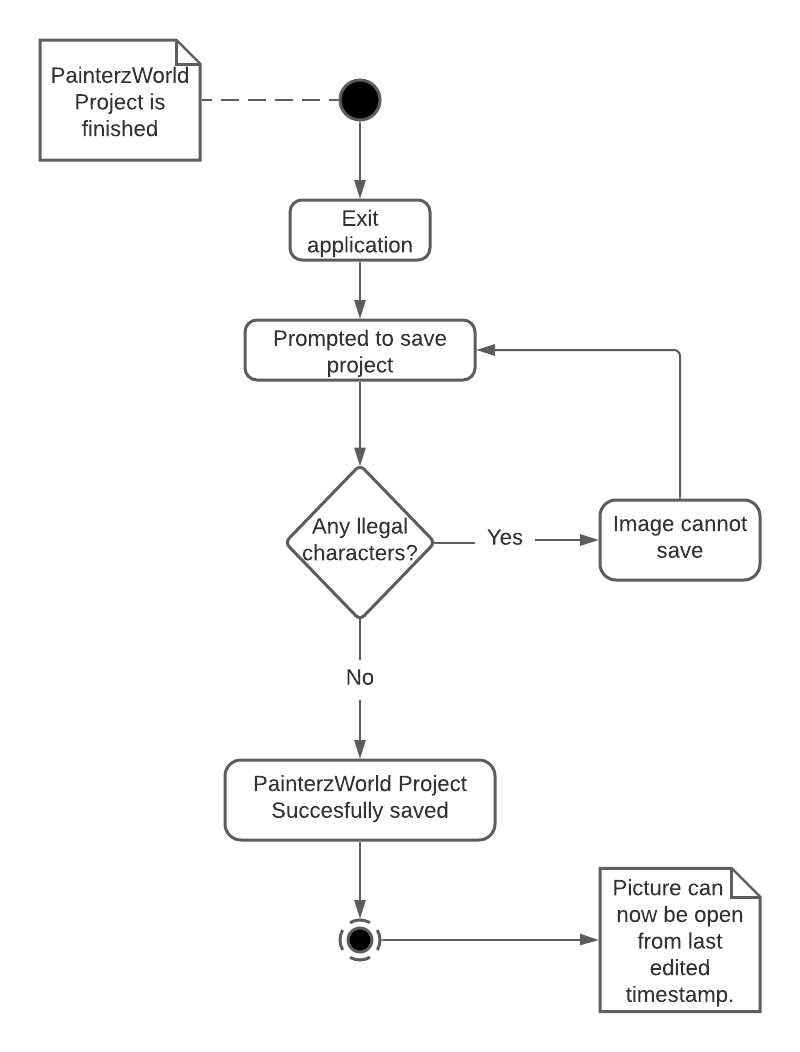 PainterzWorld
Project is
finished
Exit
application
Prompted to save
project
Any llegal
characters?
Yes
Image cannot
save
No
PainterzWorld Project
Succesfully saved
Picture can
now be open
from last
edited
timestamp.